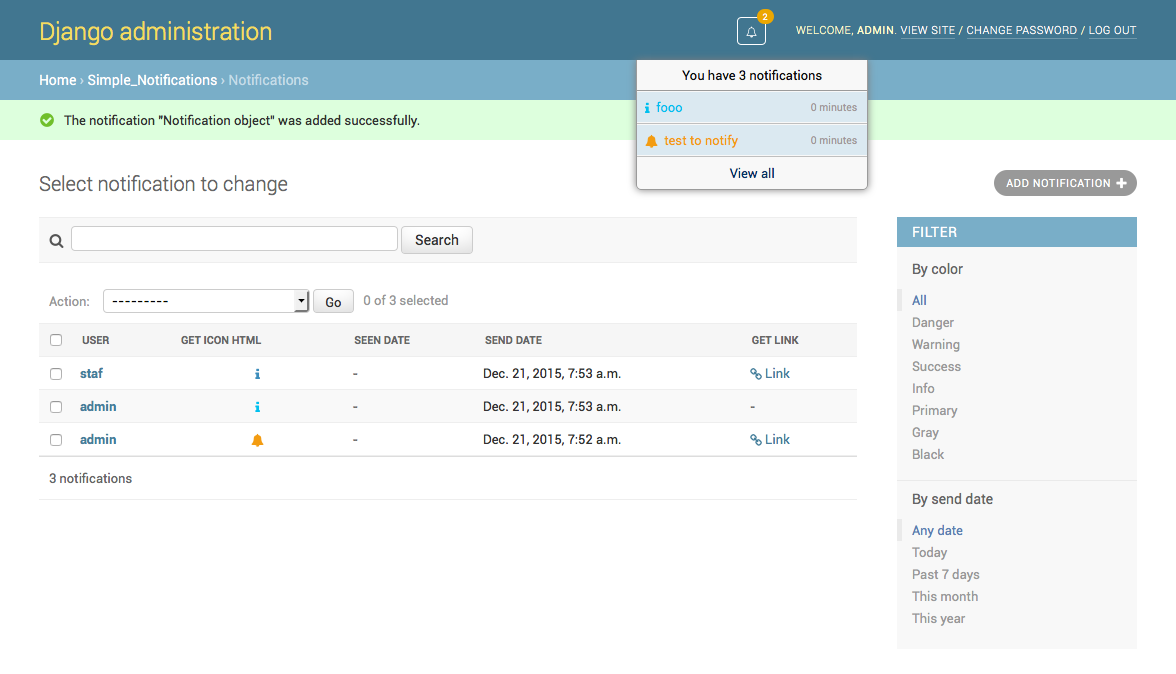 Django administration
2
WELCOME, ADMIN. VIEW SITE / CHANGE PASSWORD / LOG OUT
Home › Simple_Notifications › Notifications
You have 3 notifications
fooo 0 minutes
test to notify 0 minutes
View all
The notification "Notification object" was added successfully.
Select notification to change
ADD NOTIFICATION
Search
Action: --------- Go 0 of 3 selected
USER GET ICON HTML SEEN DATE SEND DATE GET LINK
staf - Dec. 21, 2015, 7:53 a.m. Link
admin - Dec. 21, 2015, 7:53 a.m. -
admin - Dec. 21, 2015, 7:52 a.m. Link
3 notifications
FILTER
By color
All
Danger
Warning
Success
Info
Primary
Gray
Black
By send date
Any date
Today
Past 7 days
This month
This year